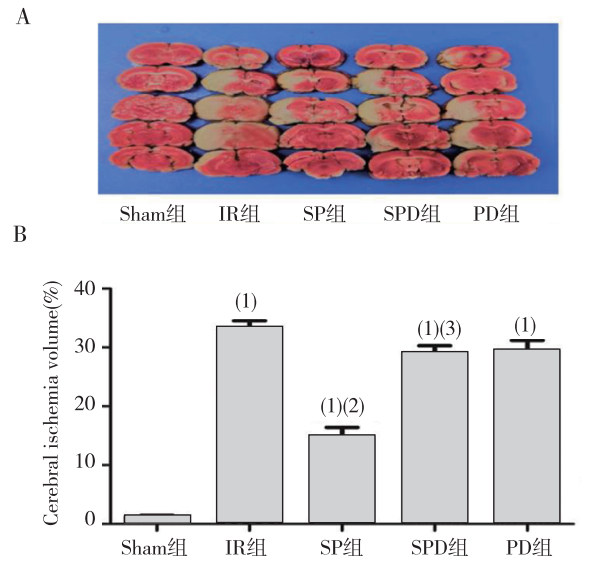 A
Sham组 IR组 SP组 SPD组 PD组
B
Cerebral ischemia volume(%)
40
30
20
10
0
(1)
(1)(2)
(1)(3)
(1)
Sham组 IR组 SP组 SPD组 PD组